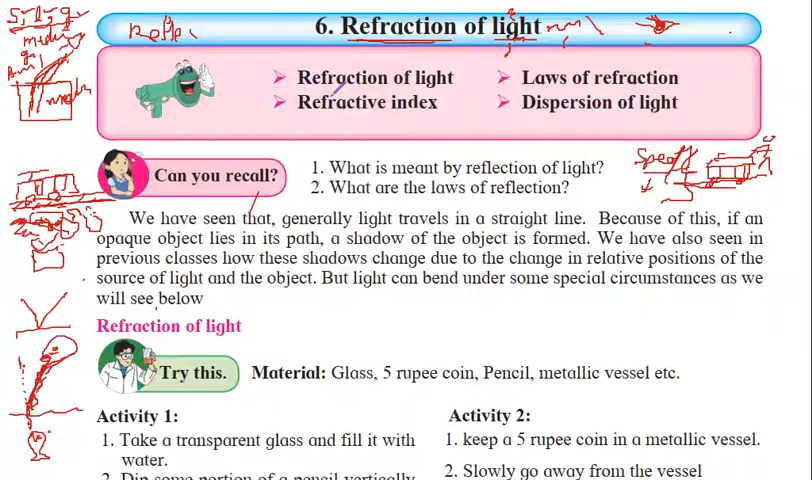 6. Refraction of light
Refraction of light
Laws of refraction
Refractive index
Dispersion of light
Can you recall?
1. What is meant by reflection of light?
2. What are the laws of reflection?
We have seen that, generally light travels in a straight line. Because of this, if an
opaque object lies in its path, a shadow of the object is formed. We have also seen in
previous classes how these shadows change due to the change in relative positions of the
source of light and the object. But light can bend under some special circumstances as we
will see below
Refraction of light
Try this.
Material: Glass, 5 rupee coin, Pencil, metallic vessel etc.
Activity 1:
1. Take a transparent glass and fill it with
water.
2. Dip some portion of a pencil vertically
Activity 2:
1. keep a 5 rupee coin in a metallic vessel.
2. Slowly go away from the vessel